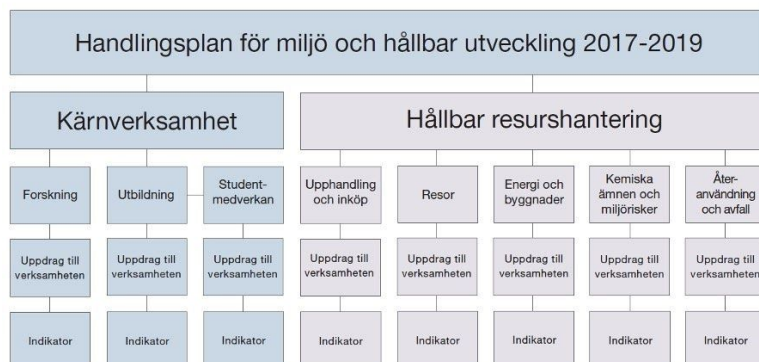 Handlingsplan för miljö och hållbar utveckling 2017-2019
Kärnverksamhet
Hållbar resurshantering
Forskning
Utbildning
Student-
medverkan
Upphandling
och inköp
Resor
Energi och
byggnader
Kemiska
ämnen och
miljörisker
Åter-
användning
och avfall
Uppdrag till
verksamheten
Uppdrag till
verksamheten
Uppdrag till
verksamheten
Uppdrag till
verksamheten
Uppdrag till
verksamheten
Uppdrag till
verksamheten
Uppdrag till
verksamheten
Uppdrag till
verksamheten
Indikator
Indikator
Indikator
Indikator
Indikator
Indikator
Indikator
Indikator